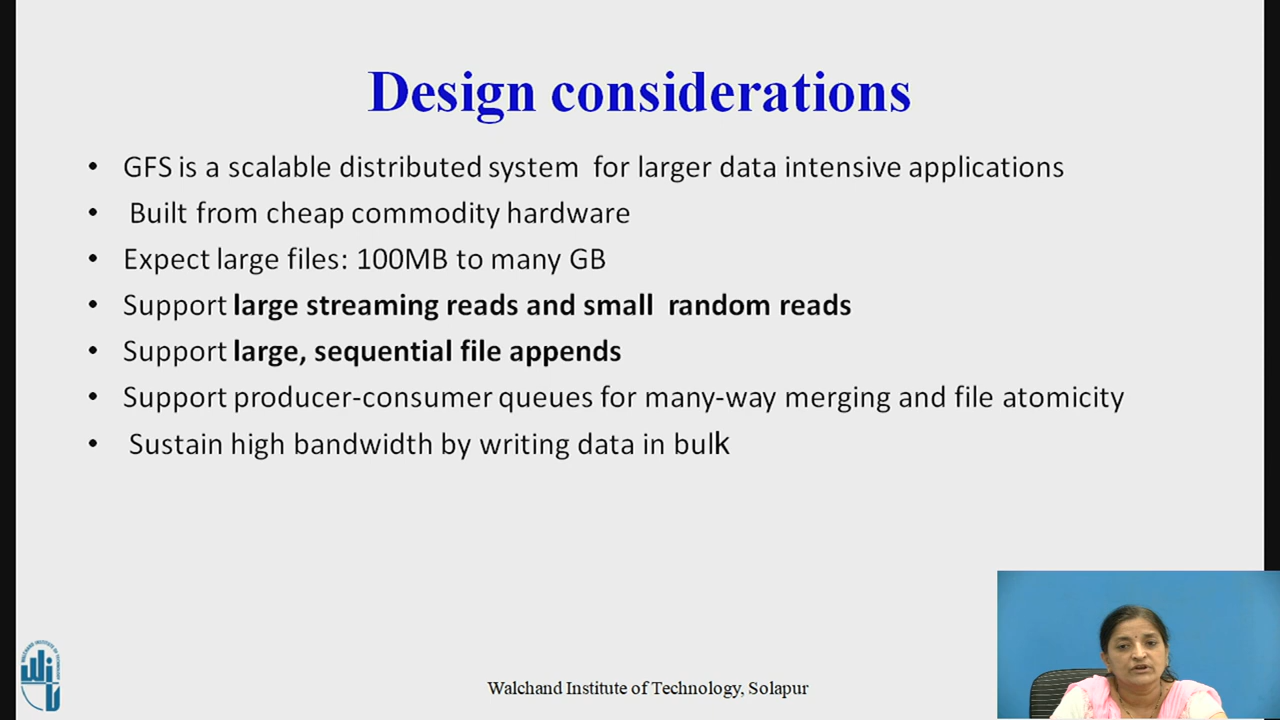 Design considerations
• GFS is a scalable distributed system for larger data intensive applications
• Built from cheap commodity hardware
• Expect large files: 100MB to many GB
• Support large streaming reads and small random reads
• Support large, sequential file appends
• Support producer-consumer queues for many-way merging and file atomicity
• Sustain high bandwidth by writing data in bulk
Walchand Institute of Technology, Solapur